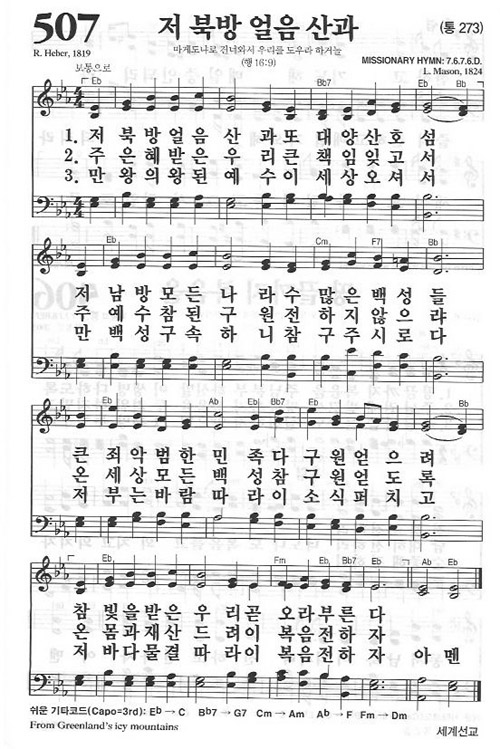 507 저 북방 얼음 산과 (통 273)
R. Heber, 1819
마게도냐로 건너와서 우리를 도우라 하거늘
(행 16:9)
MISSIONARY HYMN: 7.6.7.6.D.
L. Mason, 1824
보통으로
Eb Bb7 Eb
1. 저 북방얼음산 과또 대양산호 섬
2. 주 은혜받은우 리큰 책임잊고 서
3. 만 왕의왕된예 수이 세상오셔 서
Eb Cm F7 Bb
저 남방모든나 라수 많은백성 들
주 예수참된구 원전 하지않으 랴
만 백성구속하 니참 구주시로 다
Eb Ab Eb Bb7 Eb Bb
큰 죄악범한민 족다 구원얻으 려
온 세상모든백 성참 구원얻도 록
저 부는바람따 라이 소식퍼치 고
Eb Fm Eb Bb7 Eb Ab Eb
참 빛을받은우 리곧 오라부른 다
온 몸과재산드 려이 복음전하 자
저 바다물결따 라이 복음전하 자 아 멘
쉬운 기타코드(Capo=3rd): Eb→C Bb7→G7 Cm→Am Ab→F Fm→Dm
From Greenland's icy mountains
세계선교